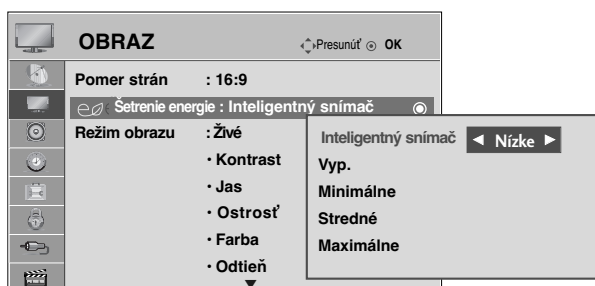 OBRAZ
Presunúť OK
Pomer strán : 16:9
Šetrenie energie : Inteligentný snímač
Režim obrazu : Živé
• Kontrast
• Jas
• Ostrosť
• Farba
• Odtieň
Inteligentný snímač ◄ Nízke ►
Vyp.
Minimálne
Stredné
Maximálne